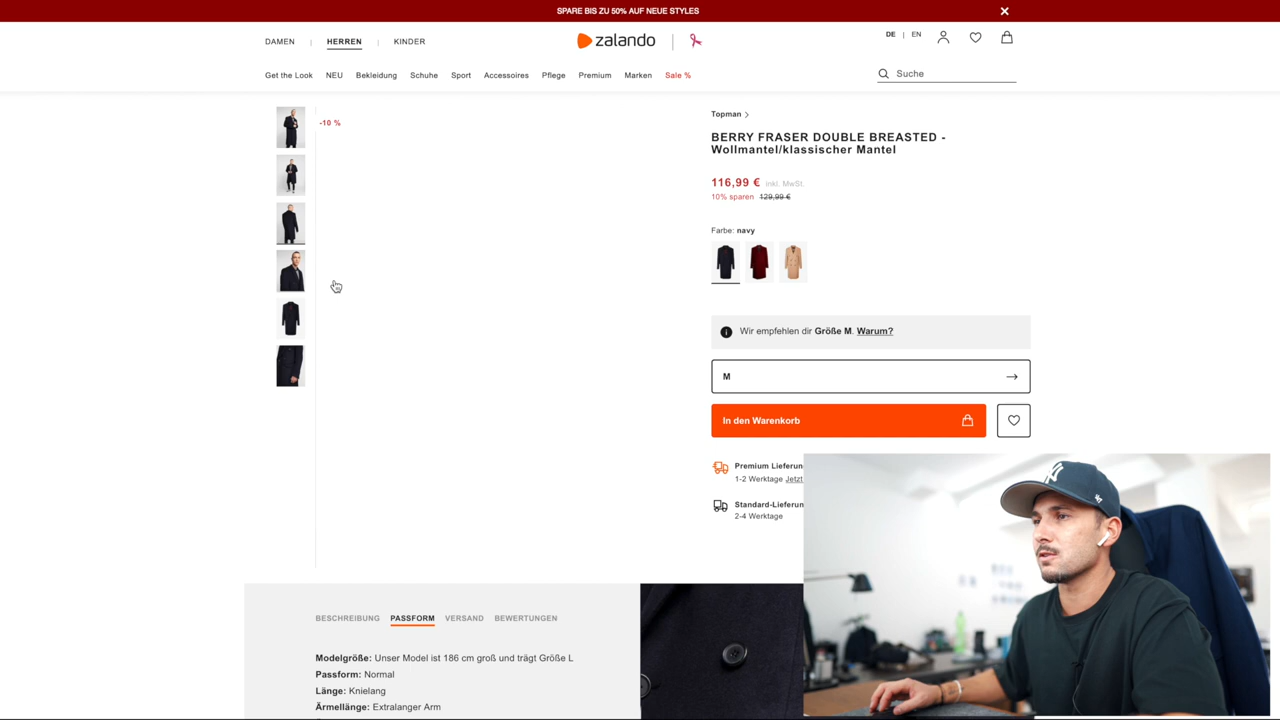 SPARE BIS ZU 50% AUF NEUE STYLES
DAMEN | HERREN | KINDER
zalando
DE | EN
Get the Look NEU Bekleidung Schuhe Sport Accessoires Pflege Premium Marken Sale %
Suche
-10 %
Topman
BERRY FRASER DOUBLE BREASTED -
Wollmantel/klassischer Mantel
116,99 € inkl. MwSt.
10% sparen 129,99 €
Farbe: navy
Wir empfehlen dir Größe M. Warum?
M
In den Warenkorb
Premium Lieferun
1-2 Werktage Jetzt
Standard-Lieferun
2-4 Werktage
BESCHREIBUNG PASSFORM VERSAND BEWERTUNGEN
Modelgröße: Unser Model ist 186 cm groß und trägt Größe L
Passform: Normal
Länge: Knielang
Ärmellänge: Extralanger Arm